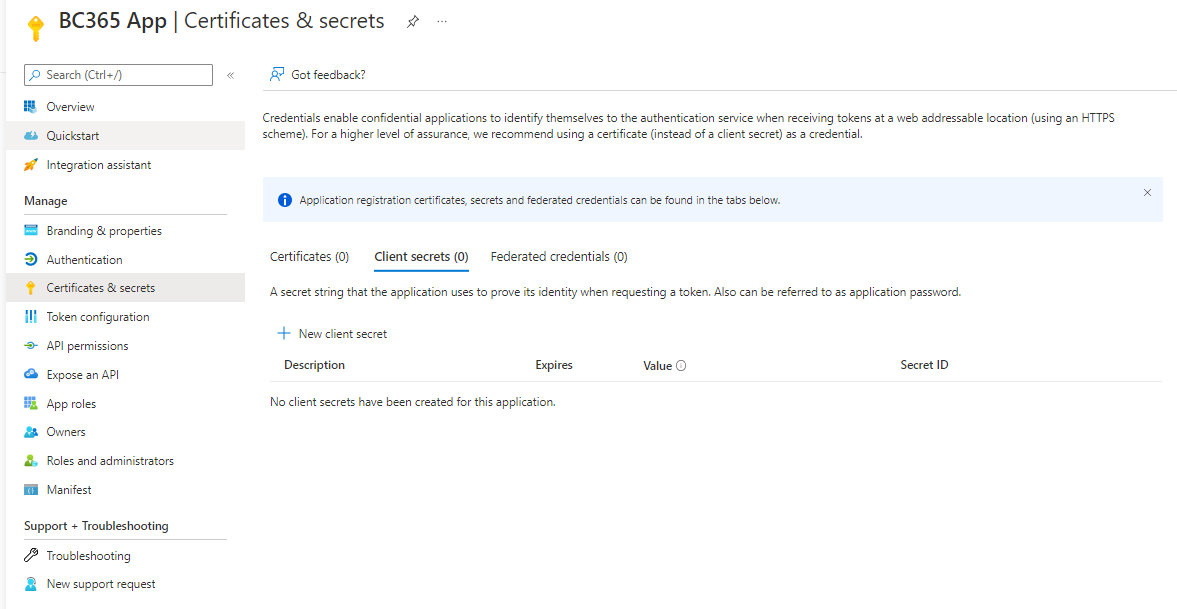 BC365 App | Certificates & secrets
Search (Ctrl+/)
Overview
Quickstart
Integration assistant
Manage
Branding & properties
Authentication
Certificates & secrets
Token configuration
API permissions
Expose an API
App roles
Owners
Roles and administrators
Manifest
Support + Troubleshooting
Troubleshooting
New support request
Got feedback?
Credentials enable confidential applications to identify themselves to the authentication service when receiving tokens at a web addressable location (using an HTTPS
scheme). For a higher level of assurance, we recommend using a certificate (instead of a client secret) as a credential.
Application registration certificates, secrets and federated credentials can be found in the tabs below.
Certificates (0) Client secrets (0) Federated credentials (0)
A secret string that the application uses to prove its identity when requesting a token. Also can be referred to as application password.
New client secret
Description Expires Value Secret ID
No client secrets have been created for this application.